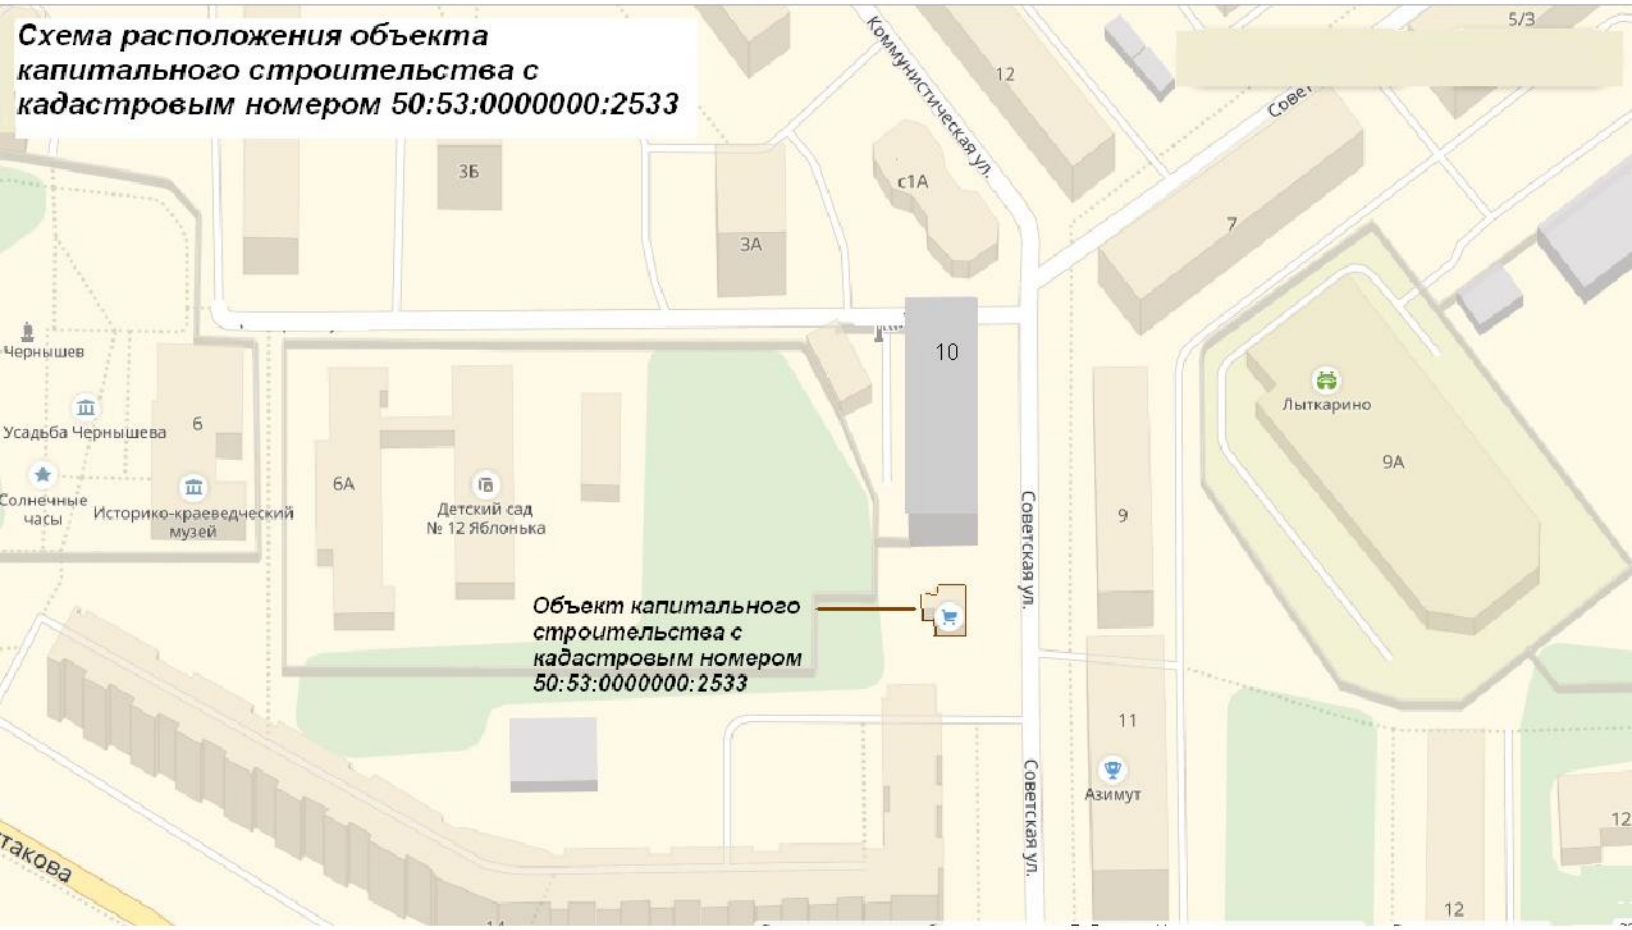 Схема расположения объекта
капитального строительства с
кадастровым номером 50:53:0000000:2533
5/3
Коммунистическая ул.
12
Совет
3Б
с1А
7
3А
Чернышев
10
Лыткарино
Усадьба Чернышева
6
9А
Солнечные
часы
Историко-краеведческий
музей
6А
Детский сад
№ 12 Яблонька
9
Советская ул.
Объект капитального
строительства с
кадастровым номером
50:53:0000000:2533
11
Азимут
Советская ул.
12
такова
12